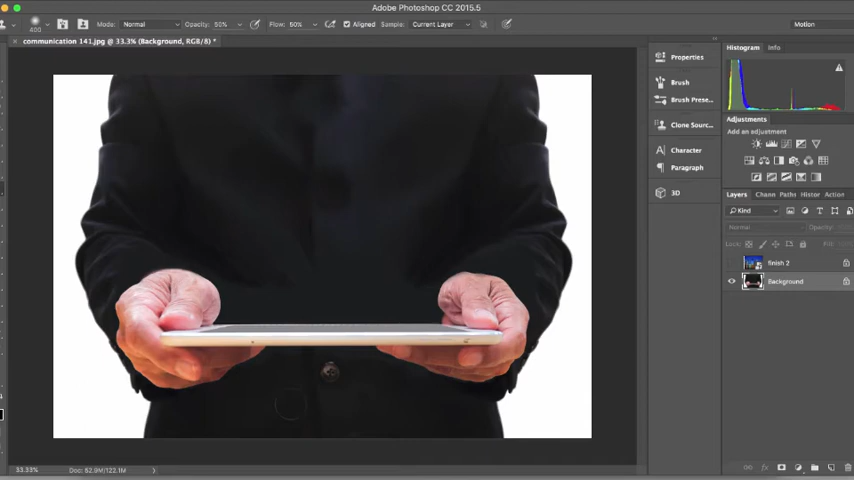 Adobe Photoshop CC 2015.5
400
Mode: Normal
Opacity: 50%
Flow: 50%
Aligned
Sample: Current Layer
Motion
communication 141.jpg @ 33.3% (Background, RGB/8) *
Properties
Brush
Brush Prese...
Clone Sourc...
Character
Paragraph
3D
Histogram Info
Adjustments
Add an adjustment
Layers Chann Paths Histor Action
Kind
Normal Opacity:
Lock: Fill:
finish 2
Background
33.33% Doc: 62.9M/122.1M